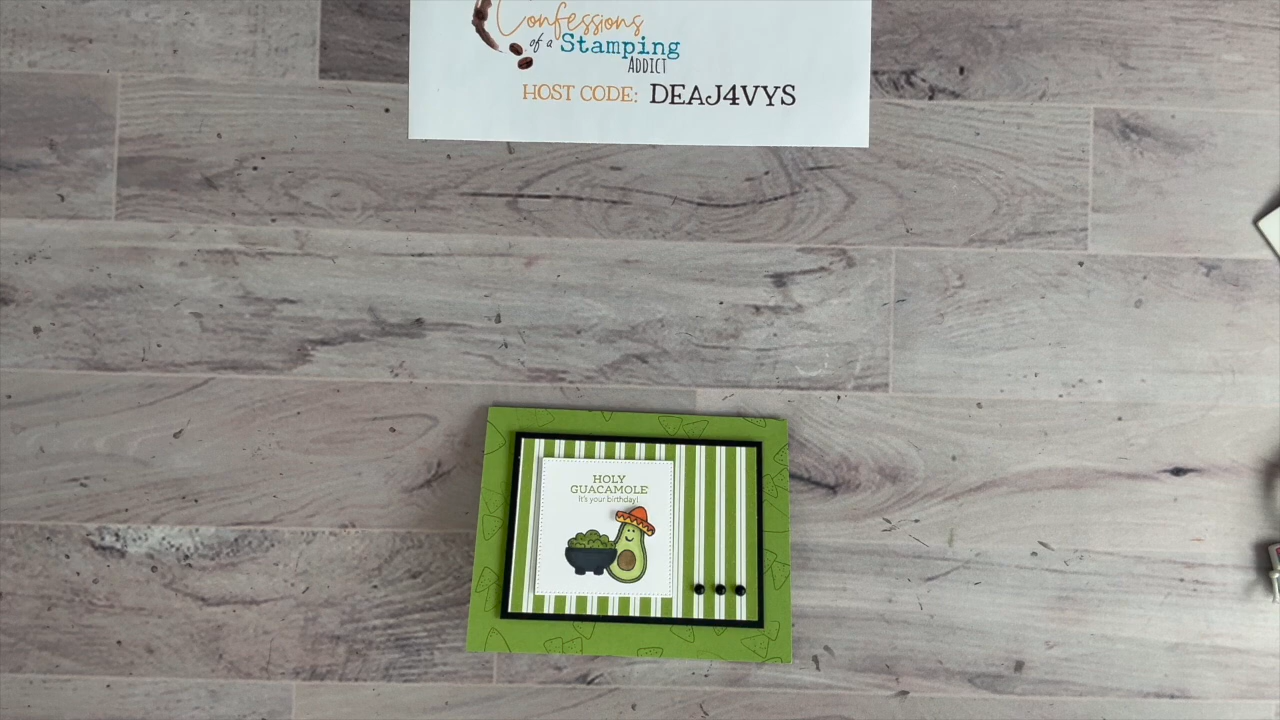 Confessions
of a Stamping
ADDICT
HOST CODE: DEAJ4VYS
HOLY
GUACAMOLE
It's your birthday!